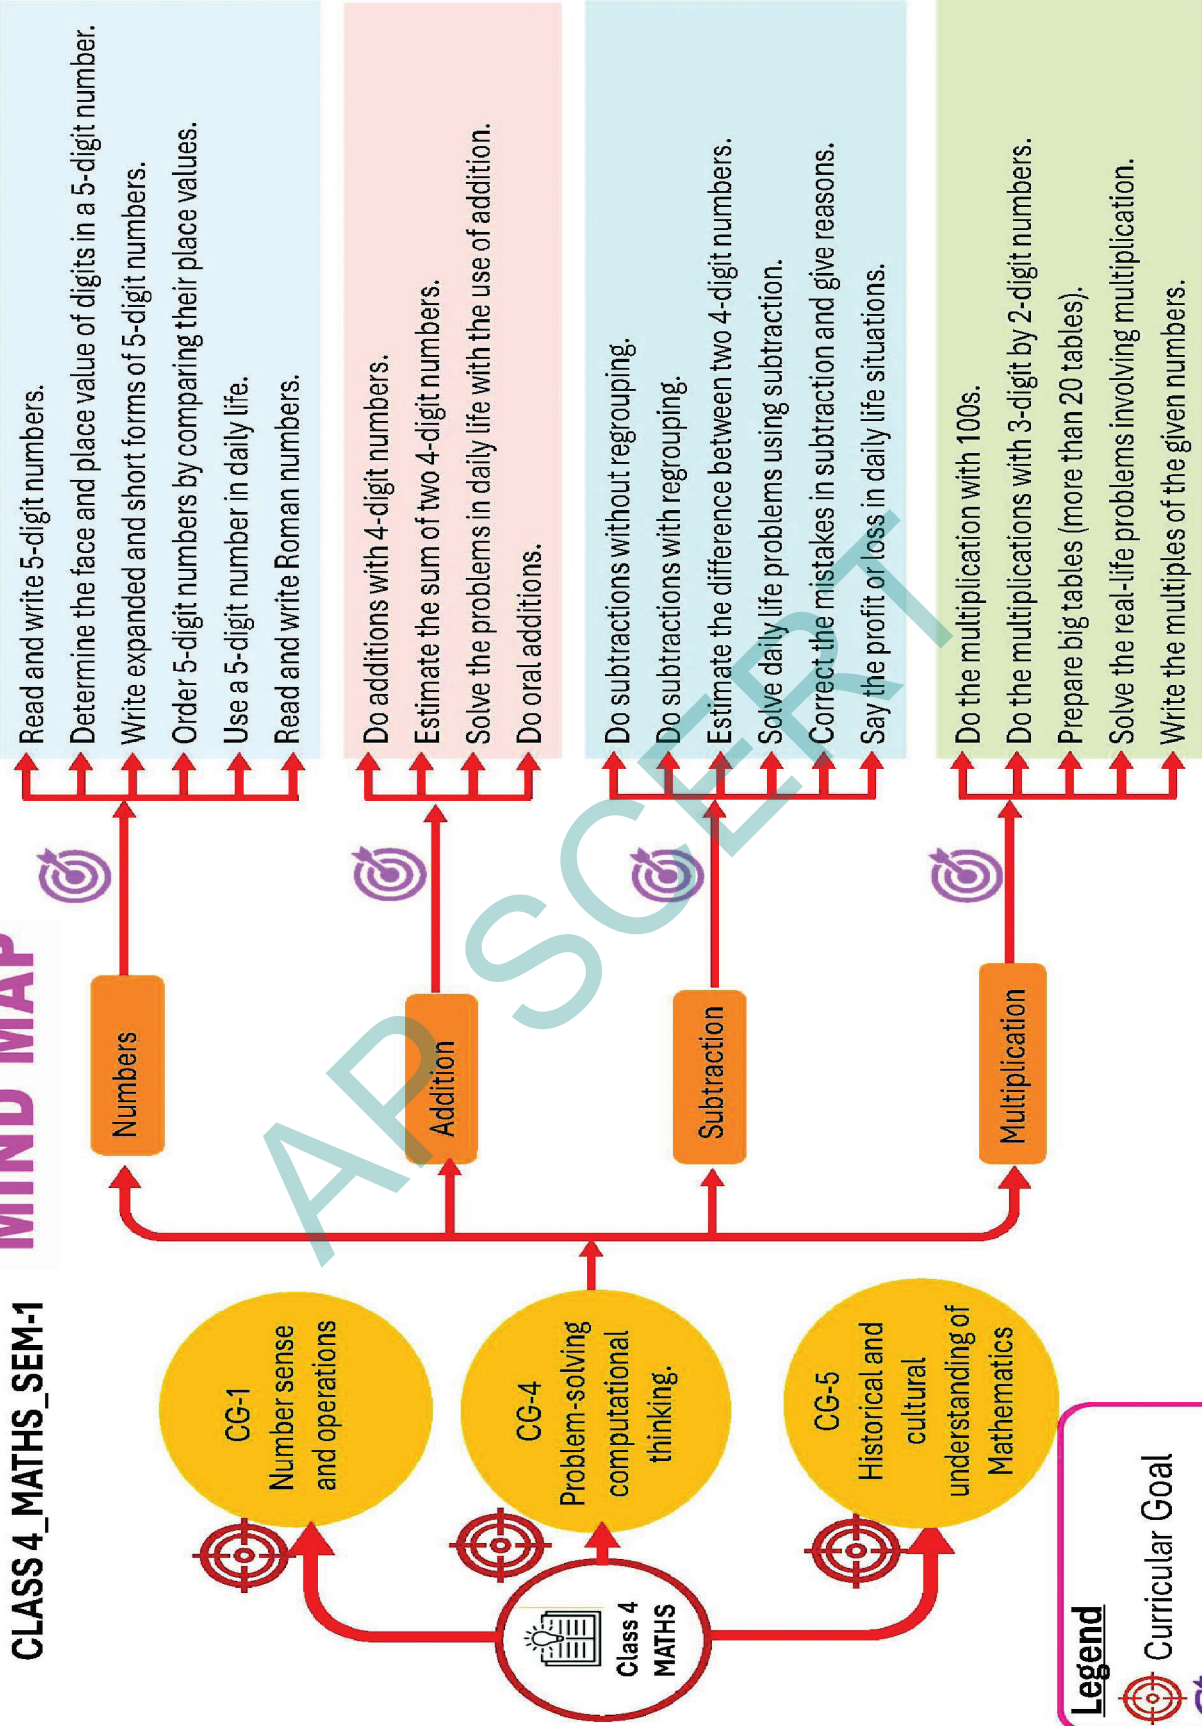 CLASS 4_MATHS_SEM-1
MIND MAP
Class 4
MATHS
CG-1
Number sense
and operations
CG-4
Problem-solving
computational
thinking.
CG-5
Historical and
cultural
understanding of
Mathematics
Numbers
Read and write 5-digit numbers.
Determine the face and place value of digits in a 5-digit number.
Write expanded and short forms of 5-digit numbers.
Order 5-digit numbers by comparing their place values.
Use a 5-digit number in daily life.
Read and write Roman numbers.
Addition
Do additions with 4-digit numbers.
Estimate the sum of two 4-digit numbers.
Solve the problems in daily life with the use of addition.
Do oral additions.
Subtraction
Do subtractions without regrouping.
Do subtractions with regrouping.
Estimate the difference between two 4-digit numbers.
Solve daily life problems using subtraction.
Correct the mistakes in subtraction and give reasons.
Say the profit or loss in daily life situations.
Multiplication
Do the multiplication with 100s.
Do the multiplications with 3-digit by 2-digit numbers.
Prepare big tables (more than 20 tables).
Solve the real-life problems involving multiplication.
Write the multiples of the given numbers.
Legend
Curricular Goal
AP SCERT